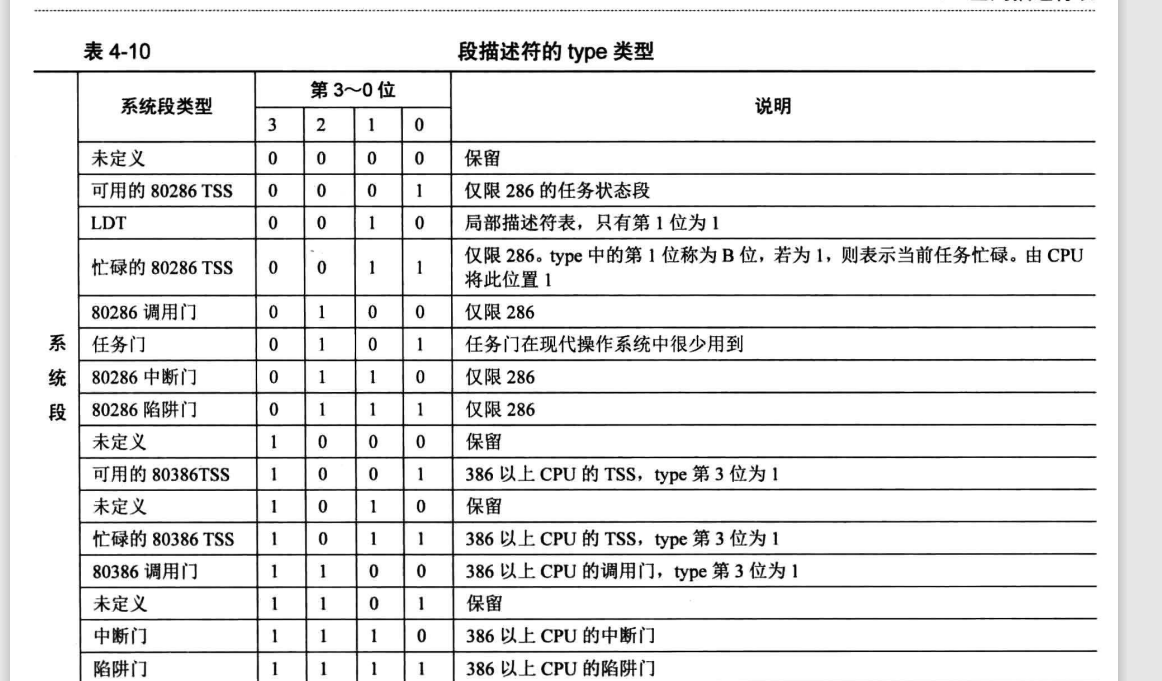 表 4-10 段描述符的 type 类型
系统段类型 第 3～0 位 说明
3 2 1 0
系统段
未定义 0 0 0 0 保留
可用的 80286 TSS 0 0 0 1 仅限 286 的任务状态段
LDT 0 0 1 0 局部描述符表，只有第 1 位为 1
忙碌的 80286 TSS 0 0 1 1 仅限 286。type 中的第 1 位称为 B 位，若为 1，则表示当前任务忙碌。由 CPU
将此位置 1
80286 调用门 0 1 0 0 仅限 286
任务门 0 1 0 1 任务门在现代操作系统中很少用到
80286 中断门 0 1 1 0 仅限 286
80286 陷阱门 0 1 1 1 仅限 286
未定义 1 0 0 0 保留
可用的 80386TSS 1 0 0 1 386 以上 CPU 的 TSS，type 第 3 位为 1
未定义 1 0 1 0 保留
忙碌的 80386 TSS 1 0 1 1 386 以上 CPU 的 TSS，type 第 3 位为 1
80386 调用门 1 1 0 0 386 以上 CPU 的调用门，type 第 3 位为 1
未定义 1 1 0 1 保留
中断门 1 1 1 0 386 以上 CPU 的中断门
陷阱门 1 1 1 1 386 以上 CPU 的陷阱门